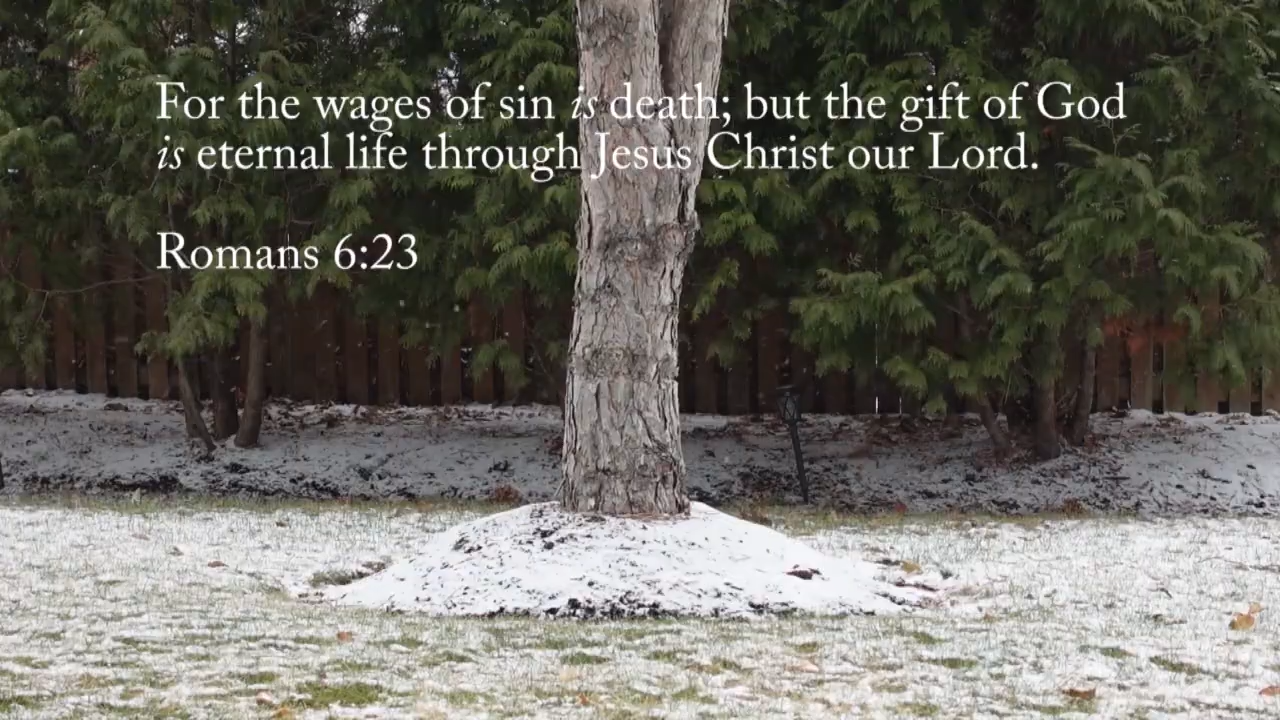 For the wages of sin is death; but the gift of God
is eternal life through Jesus Christ our Lord.
Romans 6:23